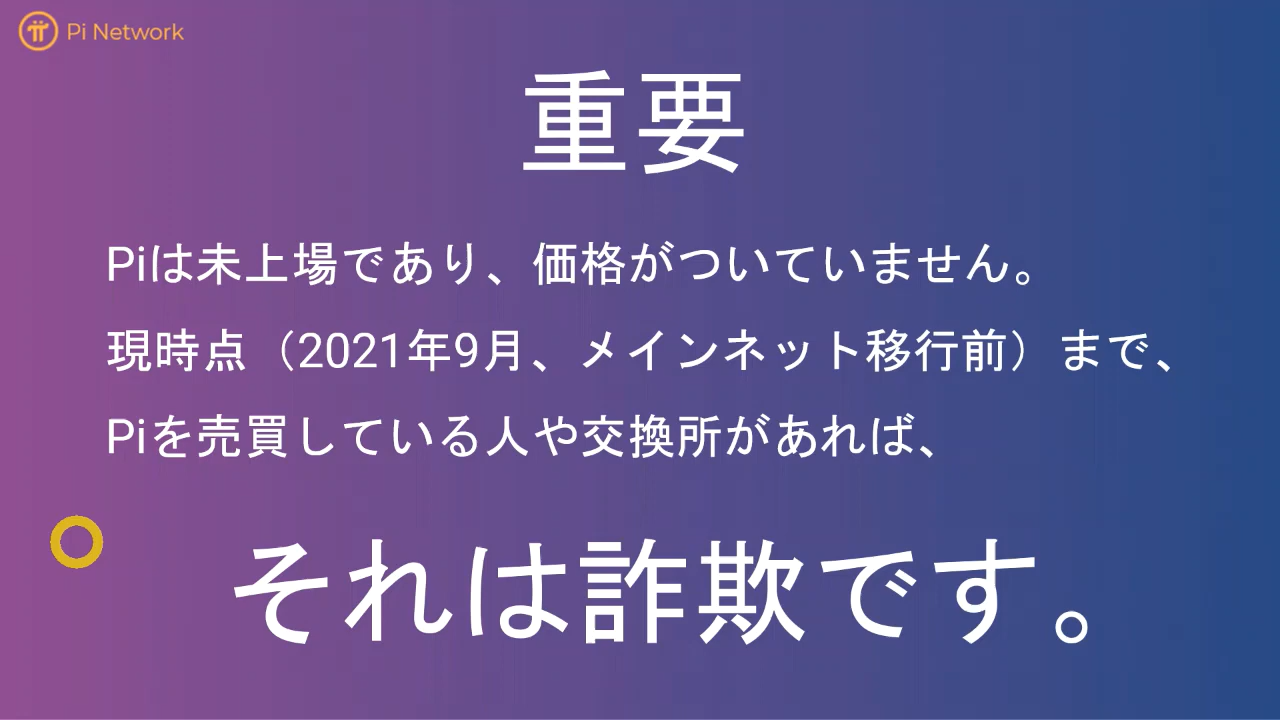 Pi Network
重要
Piは未上場であり、価格がついていません。
現時点（2021年9月、メインネット移行前）まで、
Piを売買している人や交換所があれば、
それは詐欺です。